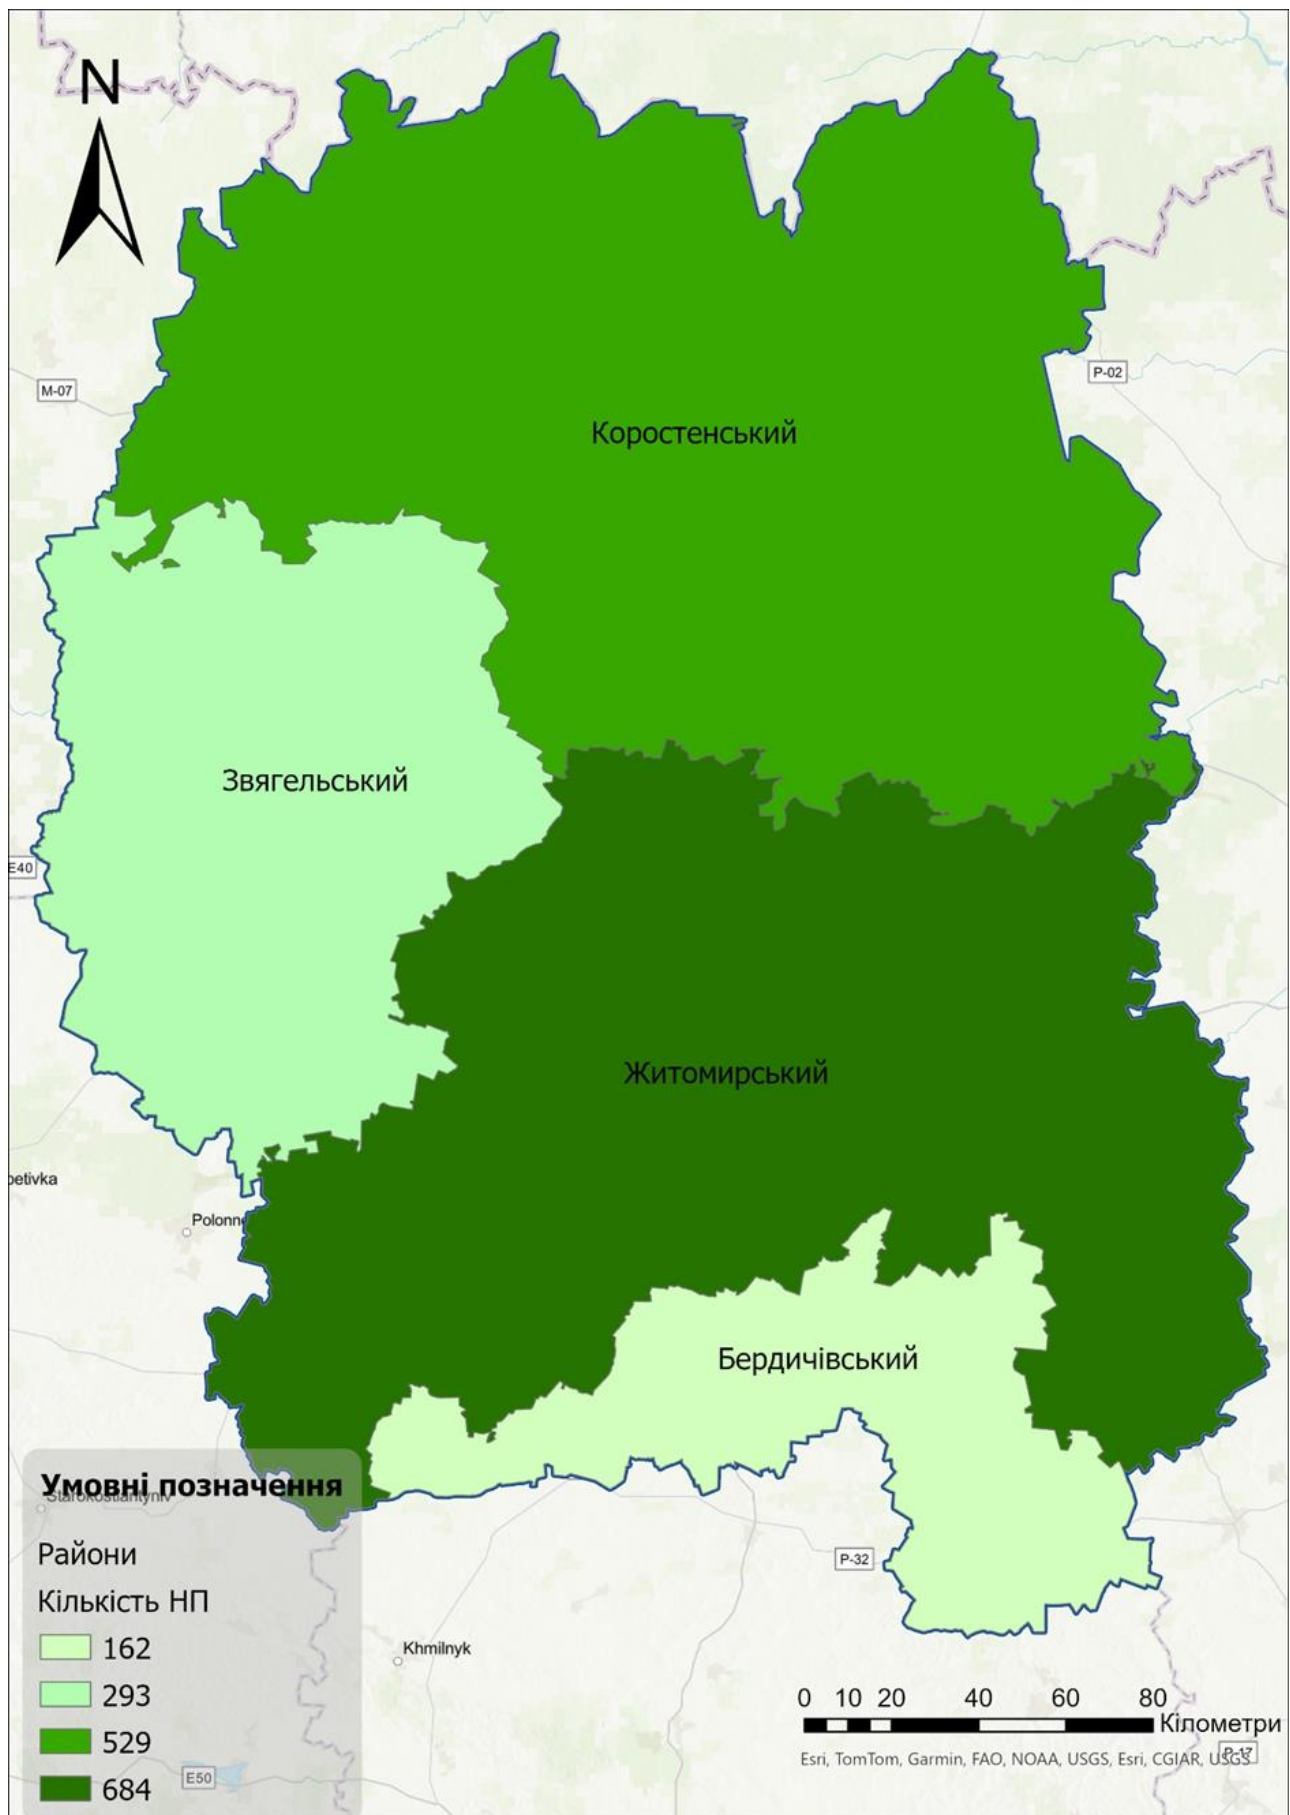 N
M-07
P-02
Коростенський
Звягельський
E40
Житомирський
petivka
Polonne
Бердичівський
Умовні позначення
Starokostiantyniv
Райони
P-32
Кількість НП
162
Khmilnyk
293
0 10 20 40 60 80
Кілометри
529
P-17
Esri, TomTom, Garmin, FAO, NOAA, USGS, Esri, CGIAR, USGS
E50
684